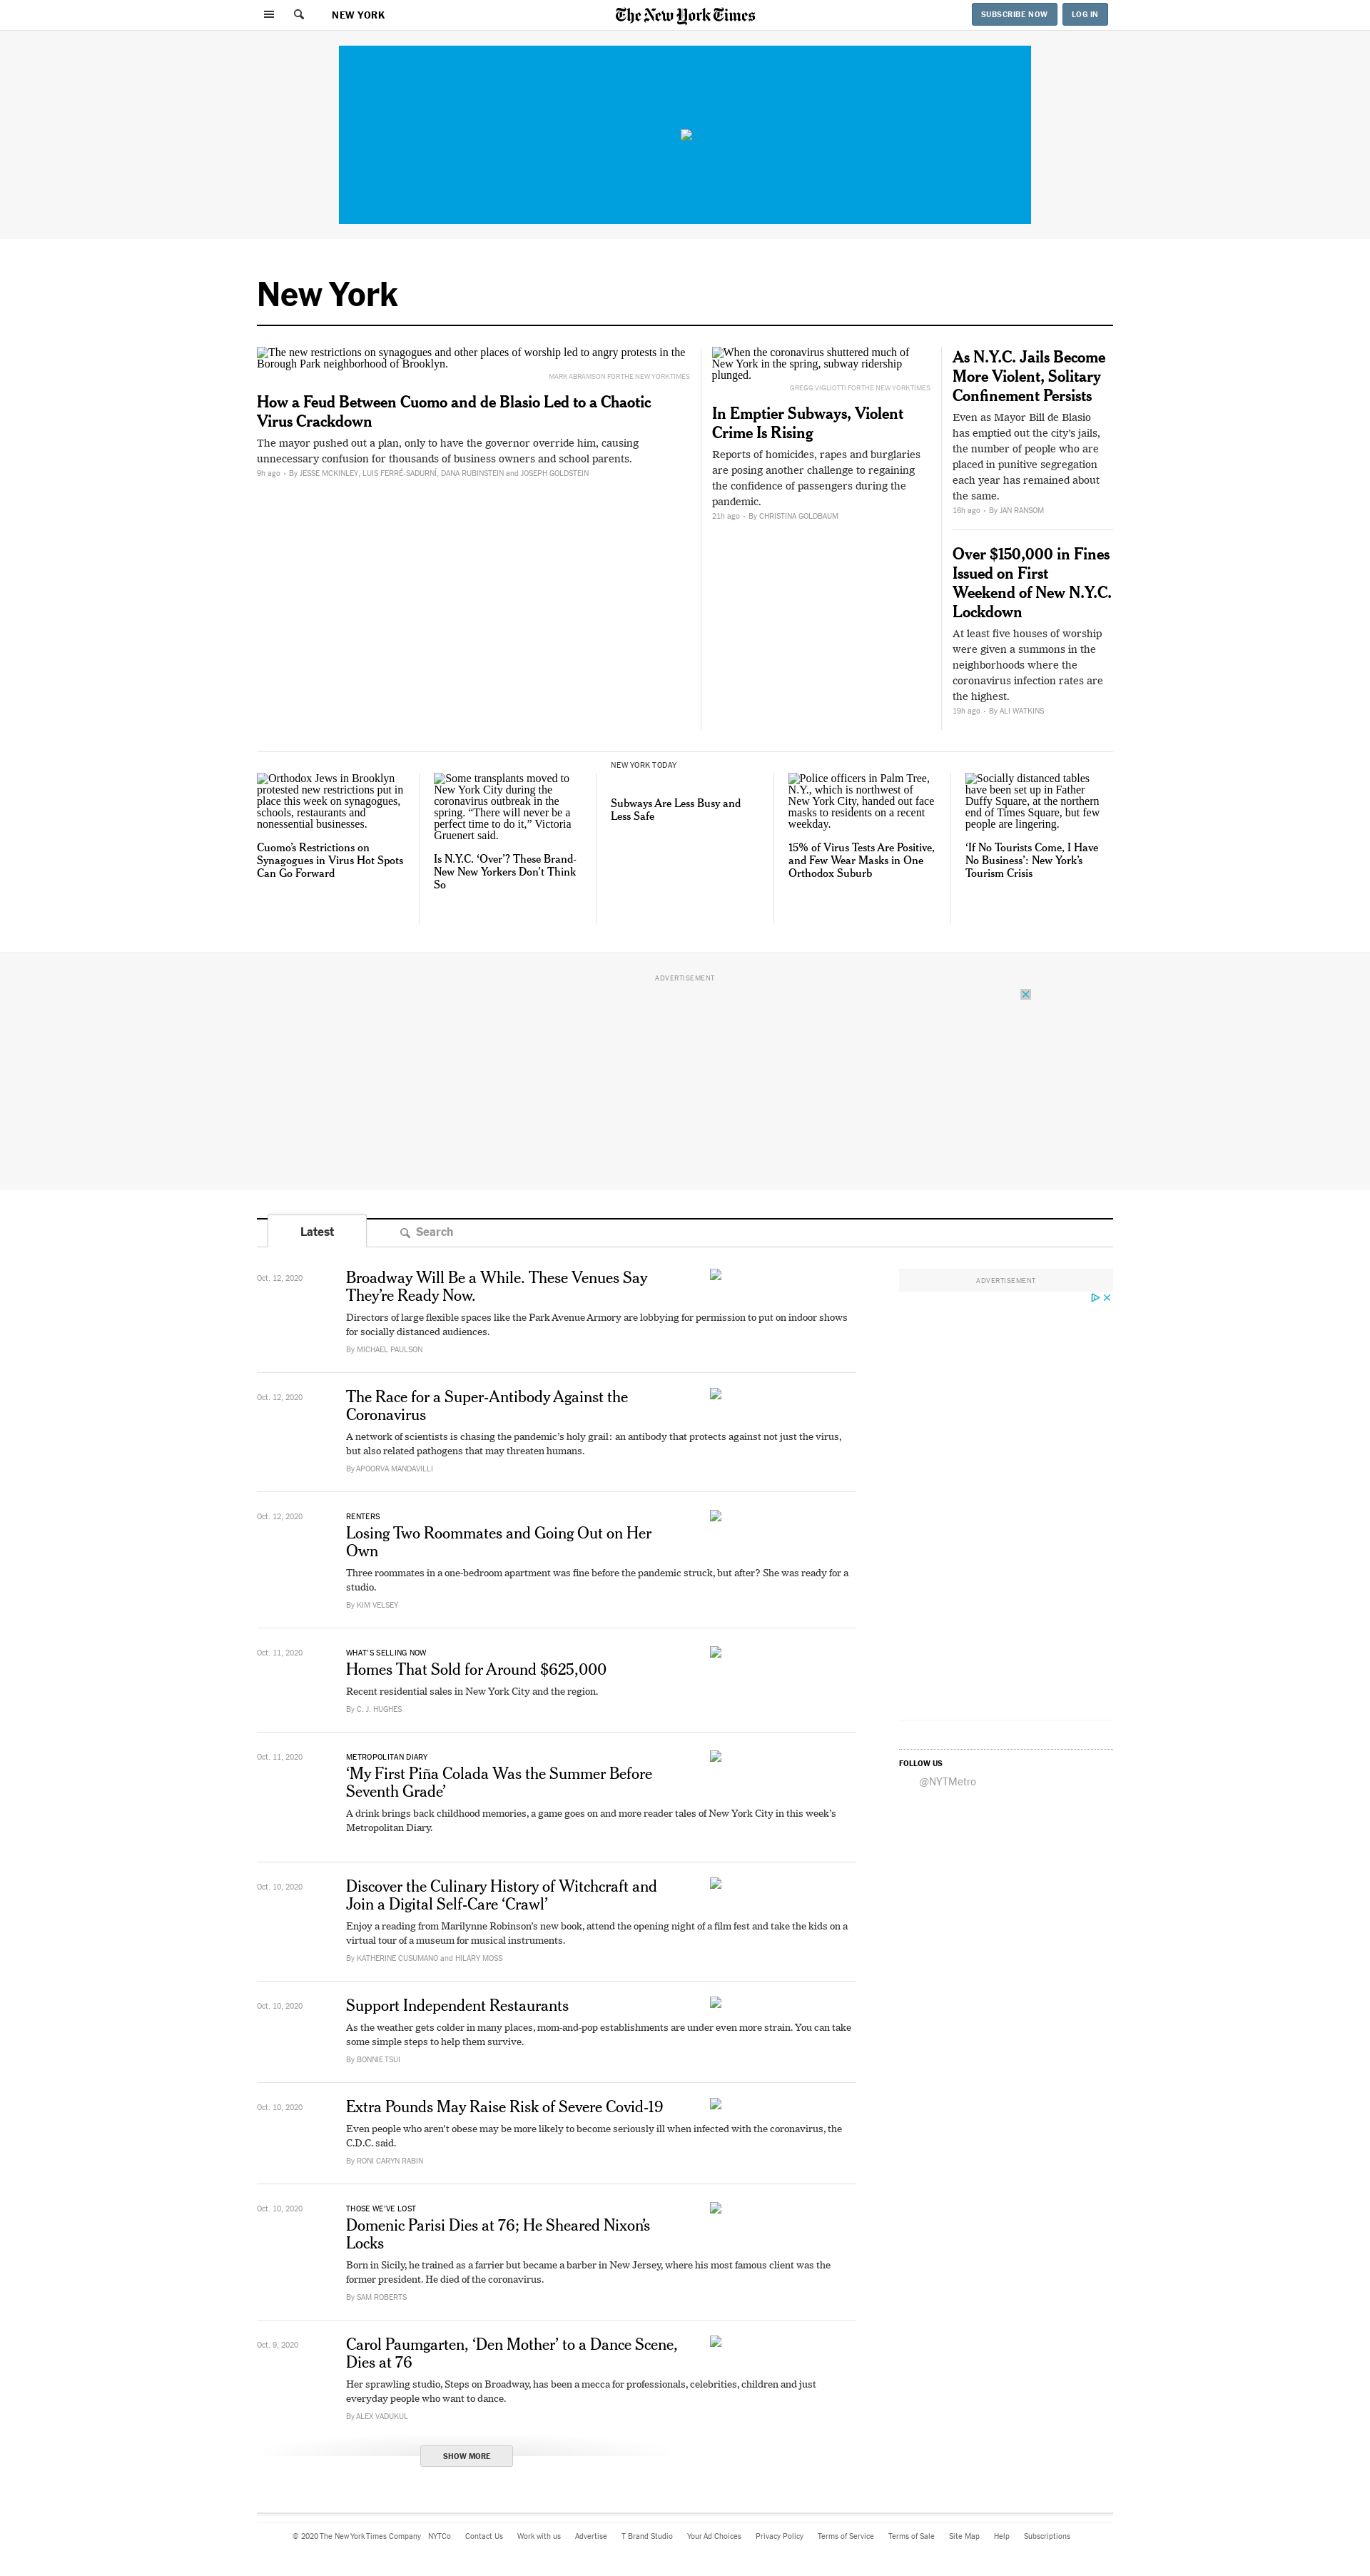 NEW YORK
The New York Times
SUBSCRIBE NOW
LOG IN
New York
The new restrictions on synagogues and other places of worship led to angry protests in the
Borough Park neighborhood of Brooklyn.
MARK ABRAMSON FOR THE NEW YORK TIMES
How a Feud Between Cuomo and de Blasio Led to a Chaotic
Virus Crackdown
The mayor pushed out a plan, only to have the governor override him, causing
unnecessary confusion for thousands of business owners and school parents.
9h ago • By JESSE MCKINLEY, LUIS FERRÉ-SADURNÍ, DANA RUBINSTEIN and JOSEPH GOLDSTEIN
When the coronavirus shuttered much of
New York in the spring, subway ridership
plunged.
GREGG VIGLIOTTI FOR THE NEW YORK TIMES
In Emptier Subways, Violent
Crime Is Rising
Reports of homicides, rapes and burglaries
are posing another challenge to regaining
the confidence of passengers during the
pandemic.
21h ago • By CHRISTINA GOLDBAUM
As N.Y.C. Jails Become
More Violent, Solitary
Confinement Persists
Even as Mayor Bill de Blasio
has emptied out the city’s jails,
the number of people who are
placed in punitive segregation
each year has remained about
the same.
16h ago • By JAN RANSOM
Over $150,000 in Fines
Issued on First
Weekend of New N.Y.C.
Lockdown
At least five houses of worship
were given a summons in the
neighborhoods where the
coronavirus infection rates are
the highest.
19h ago • By ALI WATKINS
Orthodox Jews in Brooklyn
protested new restrictions put in
place this week on synagogues,
schools, restaurants and
nonessential businesses.
Cuomo’s Restrictions on
Synagogues in Virus Hot Spots
Can Go Forward
Some transplants moved to
New York City during the
coronavirus outbreak in the
spring. “There will never be a
perfect time to do it,” Victoria
Gruenert said.
Is N.Y.C. ‘Over’? These Brand-
New New Yorkers Don’t Think
So
NEW YORK TODAY
Subways Are Less Busy and
Less Safe
Police officers in Palm Tree,
N.Y., which is northwest of
New York City, handed out face
masks to residents on a recent
weekday.
15% of Virus Tests Are Positive,
and Few Wear Masks in One
Orthodox Suburb
Socially distanced tables
have been set up in Father
Duffy Square, at the northern
end of Times Square, but few
people are lingering.
‘If No Tourists Come, I Have
No Business’: New York’s
Tourism Crisis
ADVERTISEMENT
Latest
Search
Oct. 12, 2020
Broadway Will Be a While. These Venues Say
They’re Ready Now.
Directors of large flexible spaces like the Park Avenue Armory are lobbying for permission to put on indoor shows
for socially distanced audiences.
By MICHAEL PAULSON
Oct. 12, 2020
The Race for a Super-Antibody Against the
Coronavirus
A network of scientists is chasing the pandemic’s holy grail: an antibody that protects against not just the virus,
but also related pathogens that may threaten humans.
By APOORVA MANDAVILLI
Oct. 12, 2020
RENTERS
Losing Two Roommates and Going Out on Her
Own
Three roommates in a one-bedroom apartment was fine before the pandemic struck, but after? She was ready for a
studio.
By KIM VELSEY
Oct. 11, 2020
WHAT’S SELLING NOW
Homes That Sold for Around $625,000
Recent residential sales in New York City and the region.
By C. J. HUGHES
Oct. 11, 2020
METROPOLITAN DIARY
‘My First Piña Colada Was the Summer Before
Seventh Grade’
A drink brings back childhood memories, a game goes on and more reader tales of New York City in this week’s
Metropolitan Diary.
Oct. 10, 2020
Discover the Culinary History of Witchcraft and
Join a Digital Self-Care ‘Crawl’
Enjoy a reading from Marilynne Robinson’s new book, attend the opening night of a film fest and take the kids on a
virtual tour of a museum for musical instruments.
By KATHERINE CUSUMANO and HILARY MOSS
Oct. 10, 2020
Support Independent Restaurants
As the weather gets colder in many places, mom-and-pop establishments are under even more strain. You can take
some simple steps to help them survive.
By BONNIE TSUI
Oct. 10, 2020
Extra Pounds May Raise Risk of Severe Covid-19
Even people who aren’t obese may be more likely to become seriously ill when infected with the coronavirus, the
C.D.C. said.
By RONI CARYN RABIN
Oct. 10, 2020
THOSE WE’VE LOST
Domenic Parisi Dies at 76; He Sheared Nixon’s
Locks
Born in Sicily, he trained as a farrier but became a barber in New Jersey, where his most famous client was the
former president. He died of the coronavirus.
By SAM ROBERTS
Oct. 9, 2020
Carol Paumgarten, ‘Den Mother’ to a Dance Scene,
Dies at 76
Her sprawling studio, Steps on Broadway, has been a mecca for professionals, celebrities, children and just
everyday people who want to dance.
By ALEX VADUKUL
SHOW MORE
ADVERTISEMENT
FOLLOW US
@NYTMetro
© 2020 The New York Times Company NYTCo Contact Us Work with us Advertise T Brand Studio Your Ad Choices Privacy Policy Terms of Service Terms of Sale Site Map Help Subscriptions